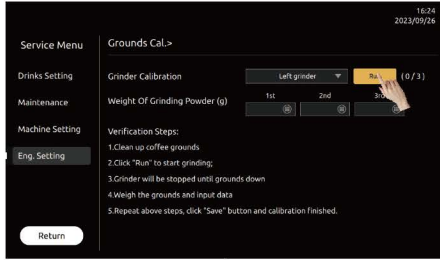 16:24
2023/09/26
Service Menu
Grounds Cal.>
Drinks Setting
Maintenance
Machine Setting
Eng. Setting
Return
Grinder Calibration
Left grinder
( 0 / 3 )
Weight Of Grinding Powder (g)
1st
2nd
Verification Steps:
1.Clean up coffee grounds
2.Click "Run" to start grinding;
3.Grinder will be stopped until grounds down
4.Weigh the grounds and input data
5.Repeat above steps, click "Save" button and calibration finished.